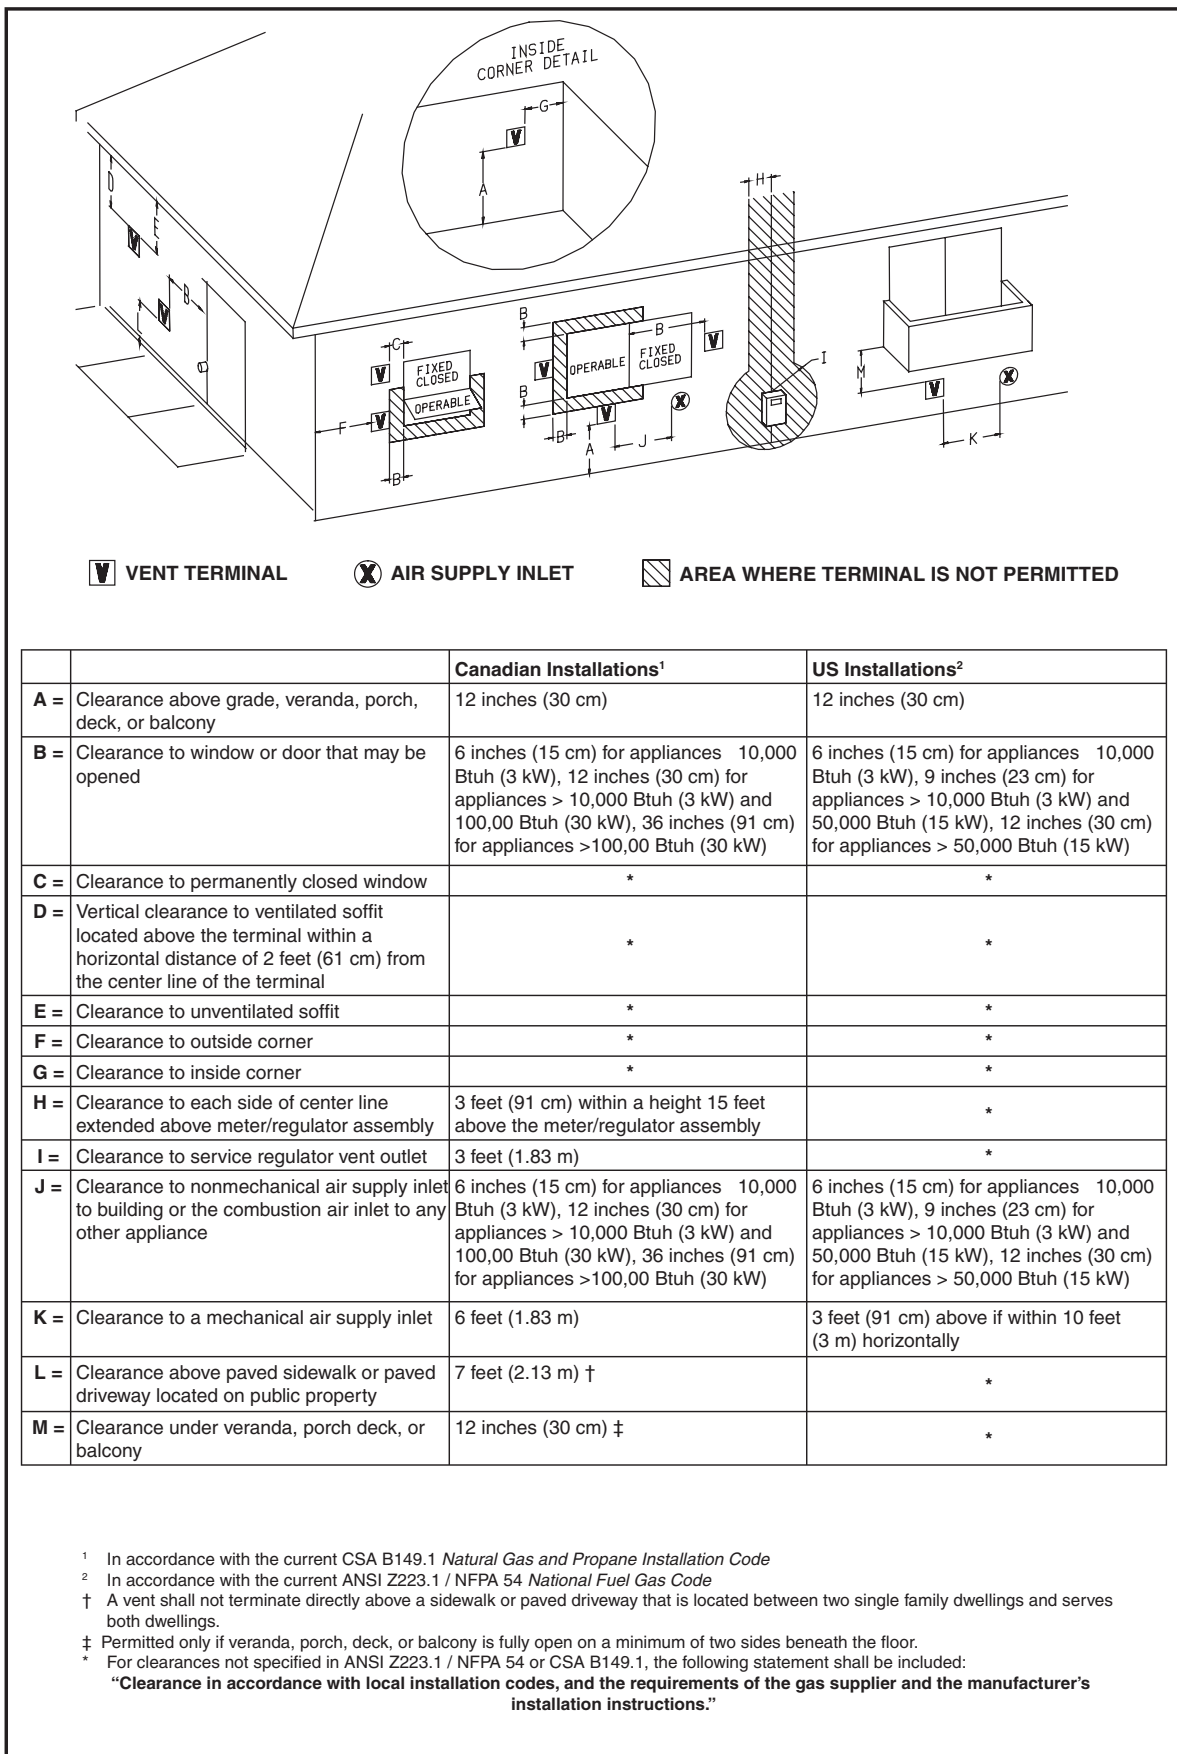 INSIDE
CORNER DETAIL
G
V
A
H
D
E
V
B
V
L
C
V
FIXED
CLOSED
OPERABLE
F
V
B
B
V
OPERABLE
FIXED
CLOSED
B
V
B
B
V
A
J
X
I
M
V
X
K
V VENT TERMINAL
X AIR SUPPLY INLET
AREA WHERE TERMINAL IS NOT PERMITTED
Canadian Installations¹
US Installations²
A =
Clearance above grade, veranda, porch,
deck, or balcony
12 inches (30 cm)
12 inches (30 cm)
B =
Clearance to window or door that may be
opened
6 inches (15 cm) for appliances 10,000
Btuh (3 kW), 12 inches (30 cm) for
appliances > 10,000 Btuh (3 kW) and
100,00 Btuh (30 kW), 36 inches (91 cm)
for appliances >100,00 Btuh (30 kW)
6 inches (15 cm) for appliances 10,000
Btuh (3 kW), 9 inches (23 cm) for
appliances > 10,000 Btuh (3 kW) and
50,000 Btuh (15 kW), 12 inches (30 cm)
for appliances > 50,000 Btuh (15 kW)
C =
Clearance to permanently closed window
*
*
D =
Vertical clearance to ventilated soffit
located above the terminal within a
horizontal distance of 2 feet (61 cm) from
the center line of the terminal
*
*
E =
Clearance to unventilated soffit
*
*
F =
Clearance to outside corner
*
*
G =
Clearance to inside corner
*
*
H =
Clearance to each side of center line
extended above meter/regulator assembly
3 feet (91 cm) within a height 15 feet
above the meter/regulator assembly
*
I =
Clearance to service regulator vent outlet
3 feet (1.83 m)
*
J =
Clearance to nonmechanical air supply inlet
to building or the combustion air inlet to any
other appliance
6 inches (15 cm) for appliances 10,000
Btuh (3 kW), 12 inches (30 cm) for
appliances > 10,000 Btuh (3 kW) and
100,00 Btuh (30 kW), 36 inches (91 cm)
for appliances >100,00 Btuh (30 kW)
6 inches (15 cm) for appliances 10,000
Btuh (3 kW), 9 inches (23 cm) for
appliances > 10,000 Btuh (3 kW) and
50,000 Btuh (15 kW), 12 inches (30 cm)
for appliances > 50,000 Btuh (15 kW)
K =
Clearance to a mechanical air supply inlet
6 feet (1.83 m)
3 feet (91 cm) above if within 10 feet
(3 m) horizontally
L =
Clearance above paved sidewalk or paved
driveway located on public property
7 feet (2.13 m) †
*
M =
Clearance under veranda, porch deck, or
balcony
12 inches (30 cm) ‡
*
¹ In accordance with the current CSA B149.1 Natural Gas and Propane Installation Code
² In accordance with the current ANSI Z223.1 / NFPA 54 National Fuel Gas Code
† A vent shall not terminate directly above a sidewalk or paved driveway that is located between two single family dwellings and serves
both dwellings.
‡ Permitted only if veranda, porch, deck, or balcony is fully open on a minimum of two sides beneath the floor.
* For clearances not specified in ANSI Z223.1 / NFPA 54 or CSA B149.1, the following statement shall be included:
“Clearance in accordance with local installation codes, and the requirements of the gas supplier and the manufacturer’s
installation instructions.”